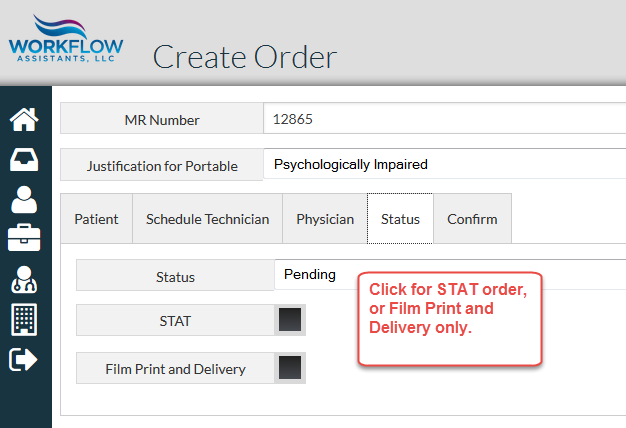 WORKFLOW
ASSISTANTS, LLC
Create Order
MR Number 12865
Justification for Portable Psychologically Impaired
Patient Schedule Technician Physician Status Confirm
Status Pending
STAT
Film Print and Delivery
Click for STAT order,
or Film Print and
Delivery only.